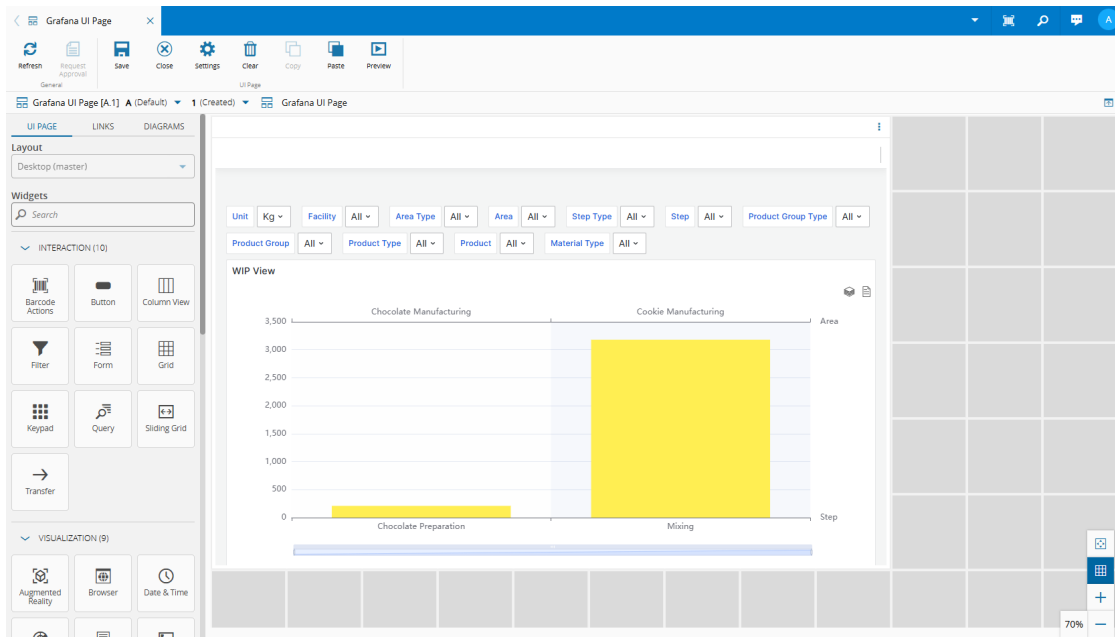 Grafana UI Page
A
Refresh
Request Approval
Save
Close
Settings
Clear
Copy
Paste
Preview
General
UI Page
Grafana UI Page [A.1] A (Default) 1 (Created) Grafana UI Page
UI PAGE LINKS DIAGRAMS
Layout
Desktop (master)
Widgets
Search
INTERACTION (10)
Barcode Actions
Button
Column View
Filter
Form
Grid
Keypad
Query
Sliding Grid
Transfer
VISUALIZATION (9)
Augmented Reality
Browser
Date & Time
Unit Kg Facility All Area Type All Area All Step Type All Step All Product Group Type All
Product Group All Product Type All Product All Material Type All
WIP View
Chocolate Manufacturing Cookie Manufacturing
3,500 Area
3,000
2,500
2,000
1,500
1,000
500
0 Step
Chocolate Preparation Mixing
70%